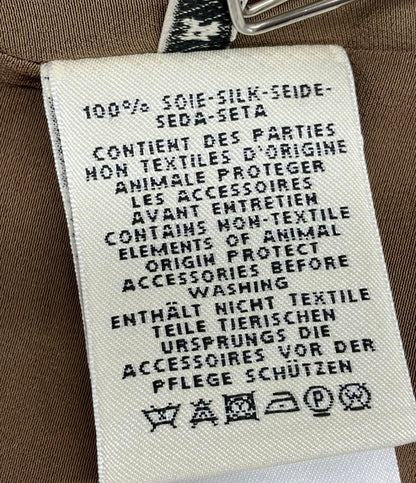 100% SOIE-SILK-SEIDE-
SEDA-SETA
CONTIENT DES PARTIES
NON TEXTILES D'ORIGINE
ANIMALE PROTEGER
LES ACCESSOIRES
AVANT ENTRETIEN
CONTAINS NON-TEXTILE
ELEMENTS OF ANIMAL
ORIGIN PROTECT
ACCESSORIES BEFORE
WASHING
ENTHÄLT NICHT TEXTILE
TEILE TIERISCHEN
URSPRUNGS DIE
ACCESSOIRES VOR DER
PFLEGE SCHÜTZEN
P W